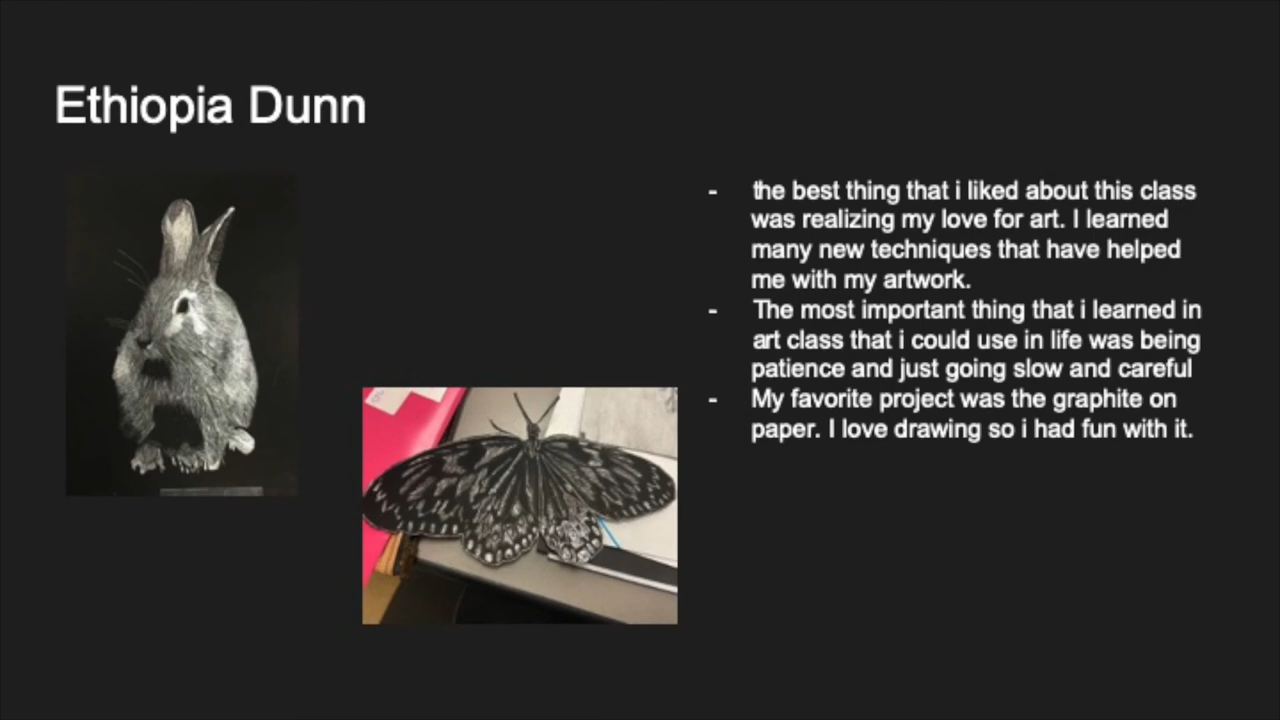 Ethiopia Dunn
- the best thing that i liked about this class
was realizing my love for art. I learned
many new techniques that have helped
me with my artwork.
- The most important thing that i learned in
art class that i could use in life was being
patience and just going slow and careful
- My favorite project was the graphite on
paper. I love drawing so i had fun with it.